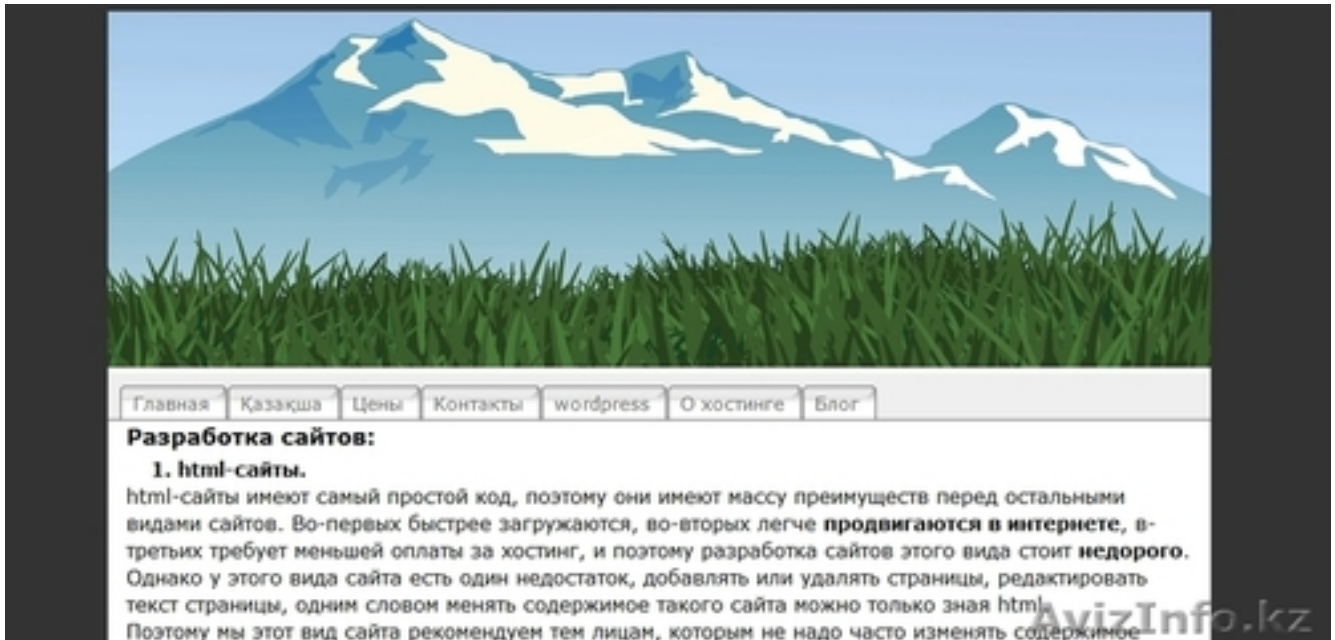 Главная Қазақша Цены Контакты wordpress О хостинге Блог
Разработка сайтов:
1. html-сайты.
html-сайты имеют самый простой код, поэтому они имеют массу преимуществ перед остальными
видами сайтов. Во-первых быстрее загружаются, во-вторых легче продвигаются в интернете, в-
третьих требует меньшей оплаты за хостинг, и поэтому разработка сайтов этого вида стоит недорого.
Однако у этого вида сайта есть один недостаток, добавлять или удалять страницы, редактировать
текст страницы, одним словом менять содержимое такого сайта можно только зная html.
Поэтому мы этот вид сайта рекомендуем тем лицам, которым не надо часто изменять содержимое
AvizInfo.kz